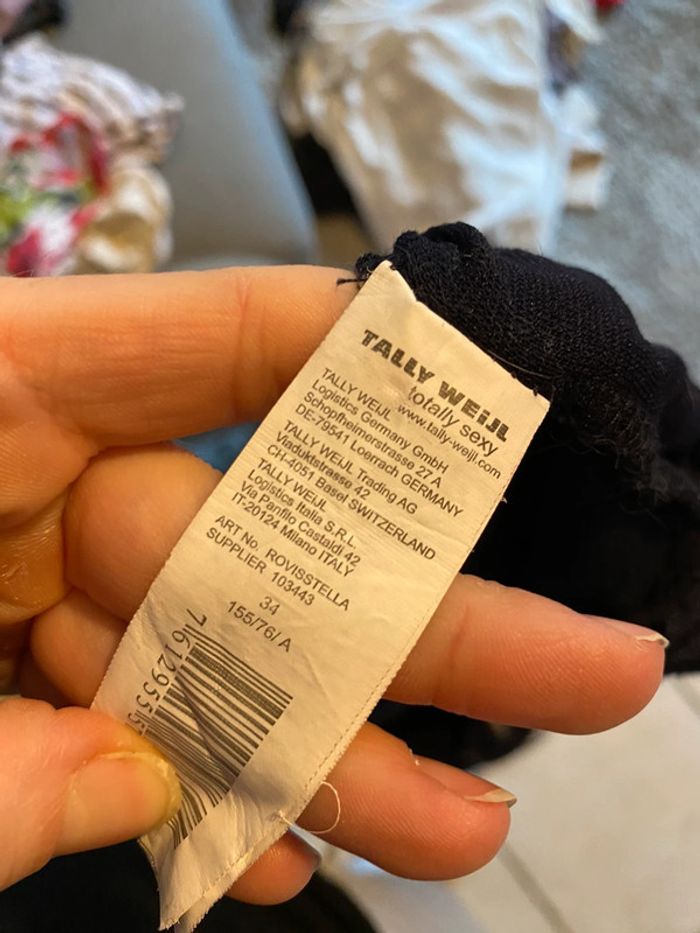 TALLY WEiJL
totally sexy
www.tally-weijl.com
TALLY WEIJL
Logistics Germany GmbH
Schopfheimerstrasse 27 A
DE-79541 Loerrach GERMANY
TALLY WEIJL Trading AG
Viaduktstrasse 42
CH-4051 Basel SWITZERLAND
TALLY WEIJL
Logistics Italia S.R.L.
Via Panfilo Castaldi 42
IT-20124 Milano ITALY
ART No. ROVISSTELLA
SUPPLIER 103443
34
155/76/A
7612955